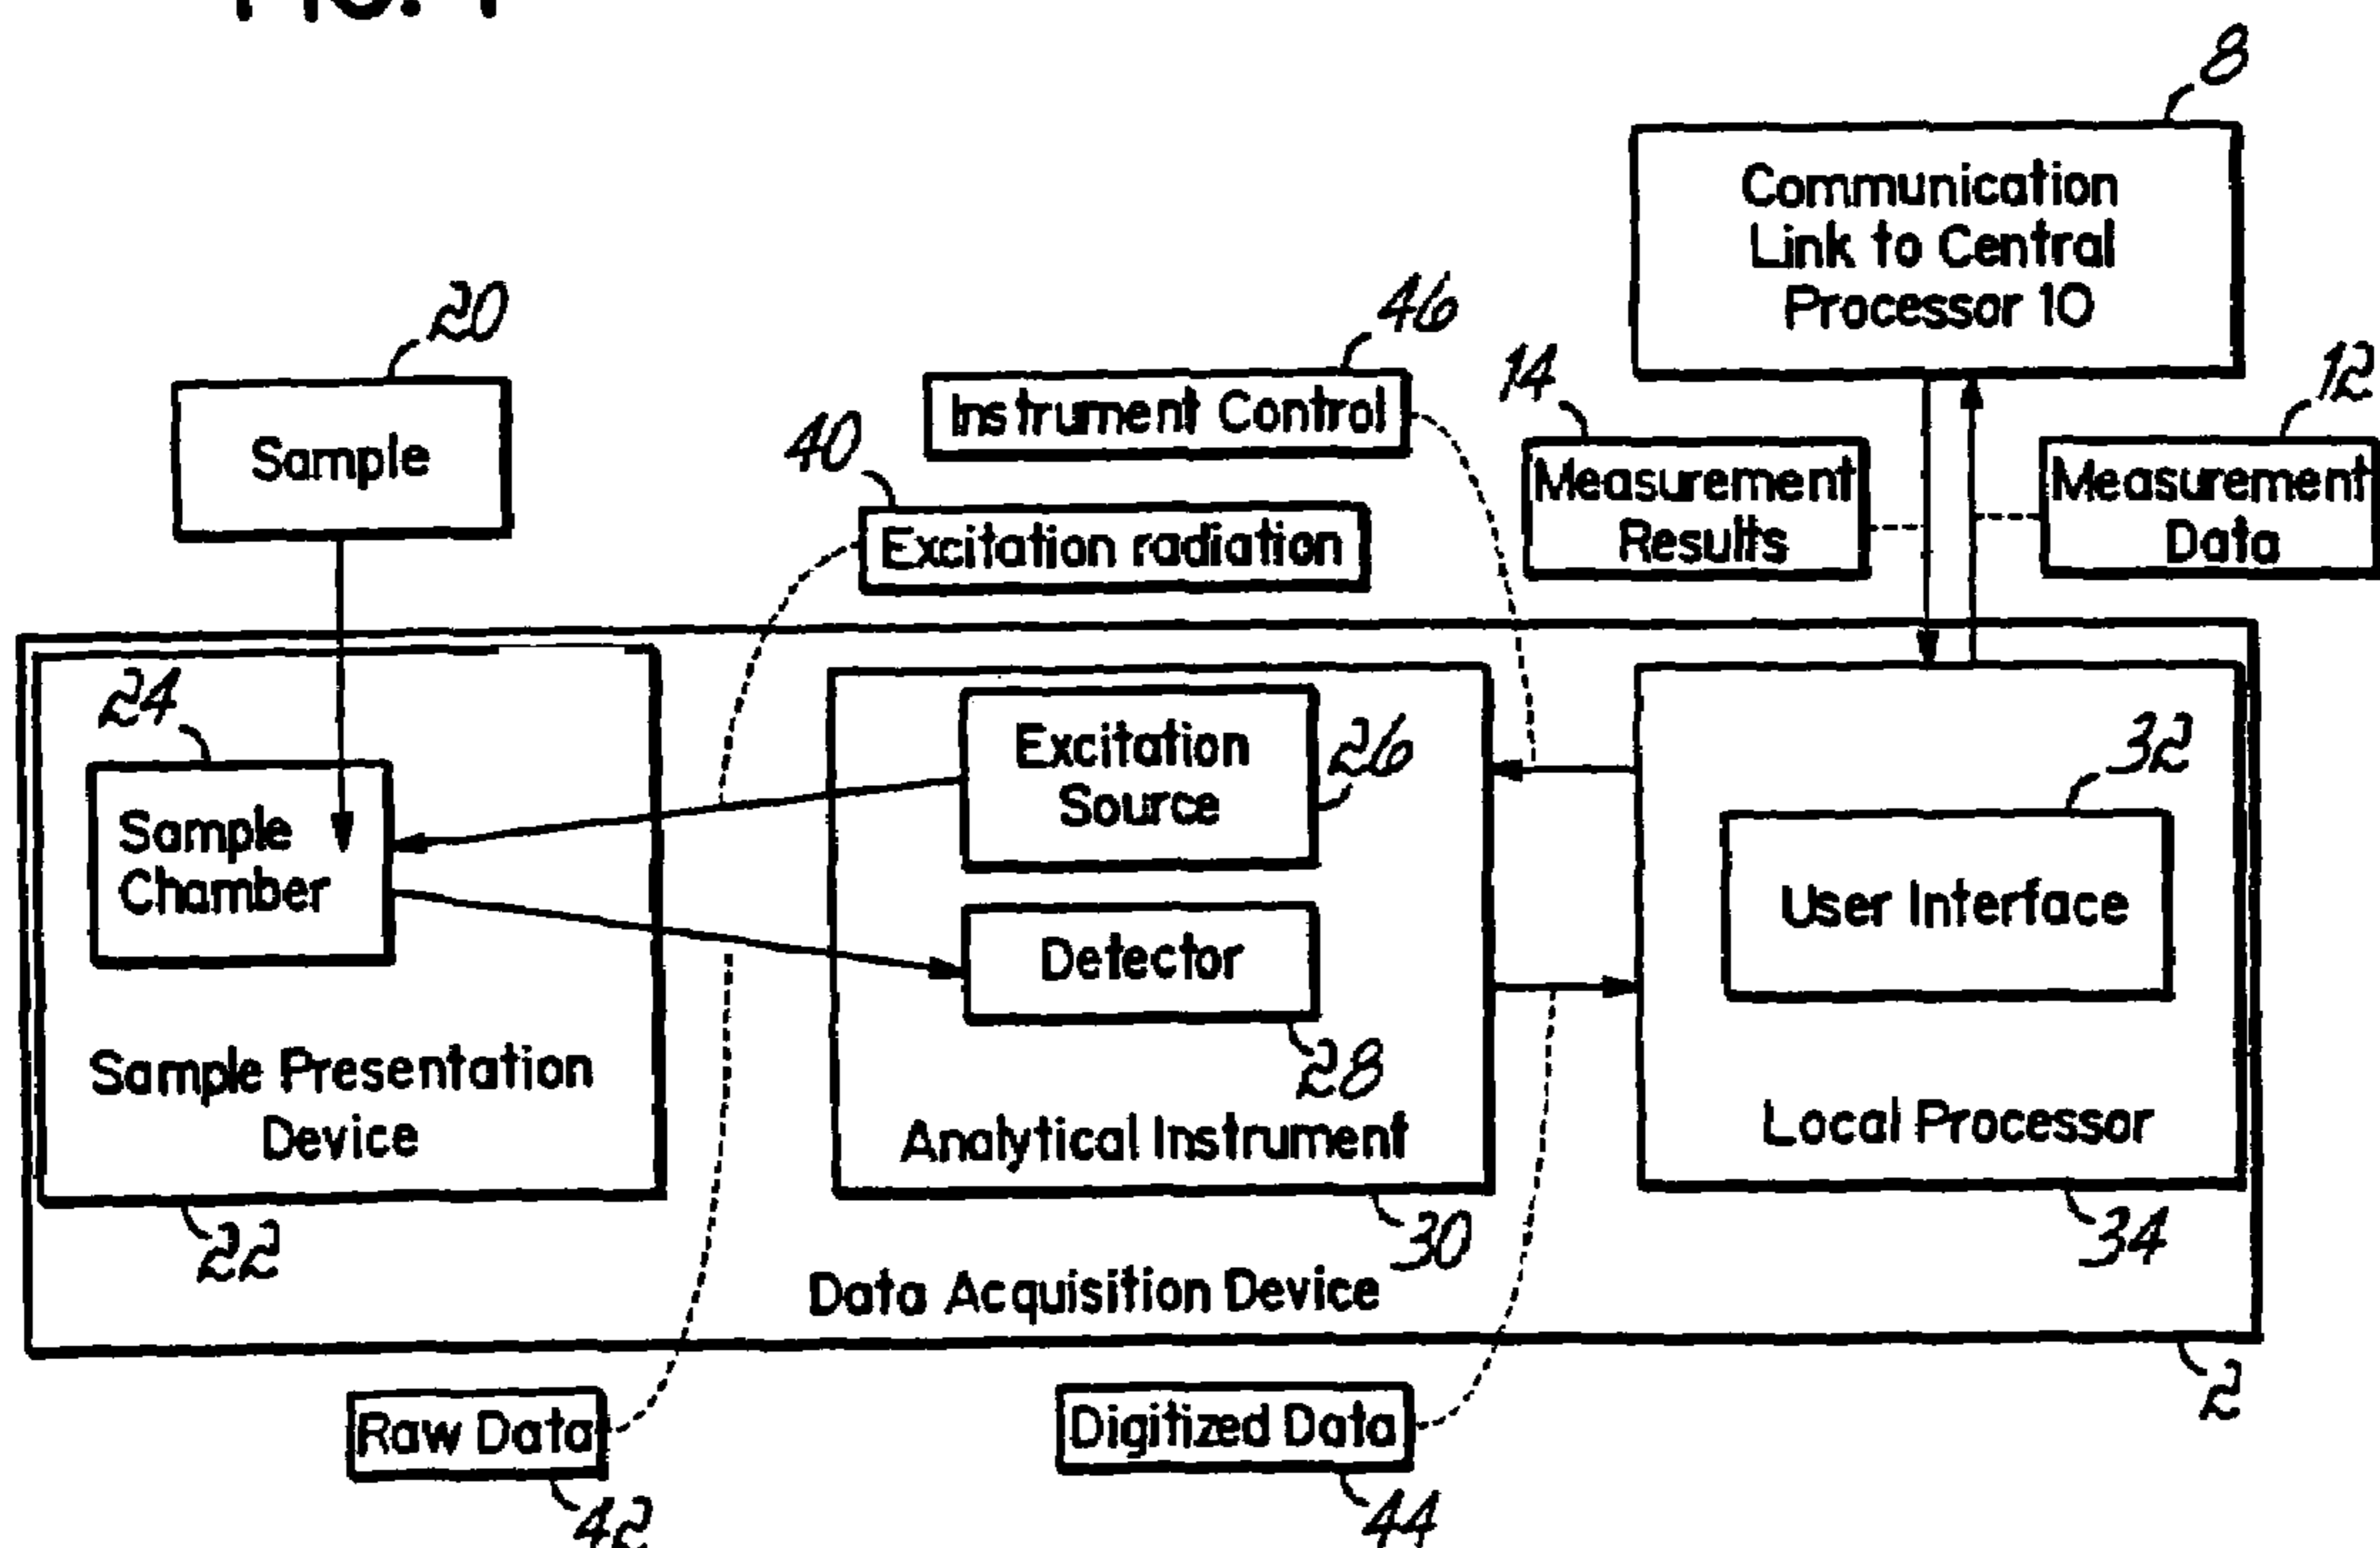 8
Communication
Link to Central
Processor 10
20
46
14
12
Sample
Instrument Control
40
Measurement
Results
Measurement
Data
Excitation radiation
24
Excitation
Source
26
32
Sample
Chamber
User Interface
Detector
28
Sample Presentation
Device
Analytical Instrument
Local Processor
22
30
34
Data Acquisition Device
2
Raw Data
Digitized Data
42
44